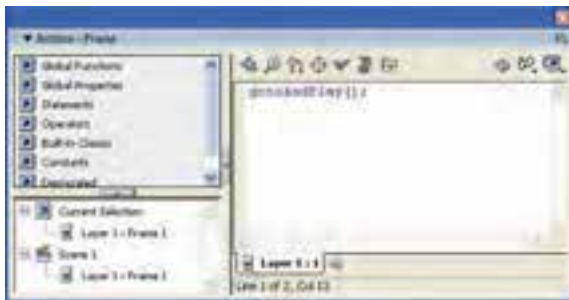 Actions - Frame
Global Functions
Global Properties
Statements
Operators
Built-in Classes
Constants
Deprecated
Current Selection
Layer 1 : Frame 1
Scene 1
Layer 1 : Frame 1
gotoAndPlay();
Layer 1 : 1
Line 1 of 2, Col 13